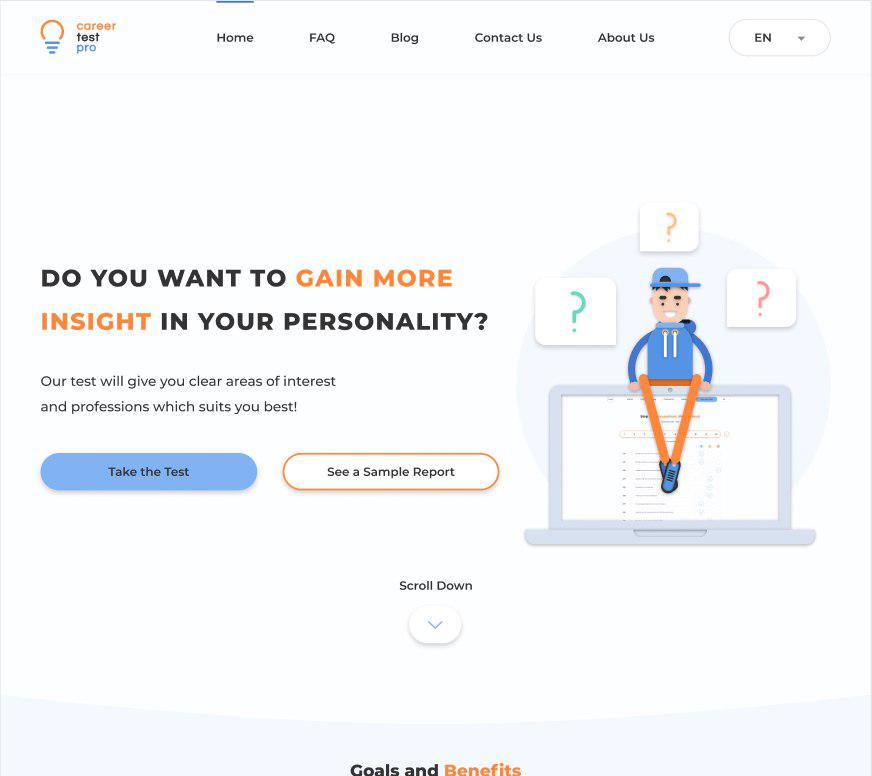 career
test
pro
Home FAQ Blog Contact Us About Us EN
?
? ?
DO YOU WANT TO GAIN MORE
INSIGHT IN YOUR PERSONALITY?
Our test will give you clear areas of interest
and professions which suits you best!
Take the Test See a Sample Report
Scroll Down
Goals and Benefits